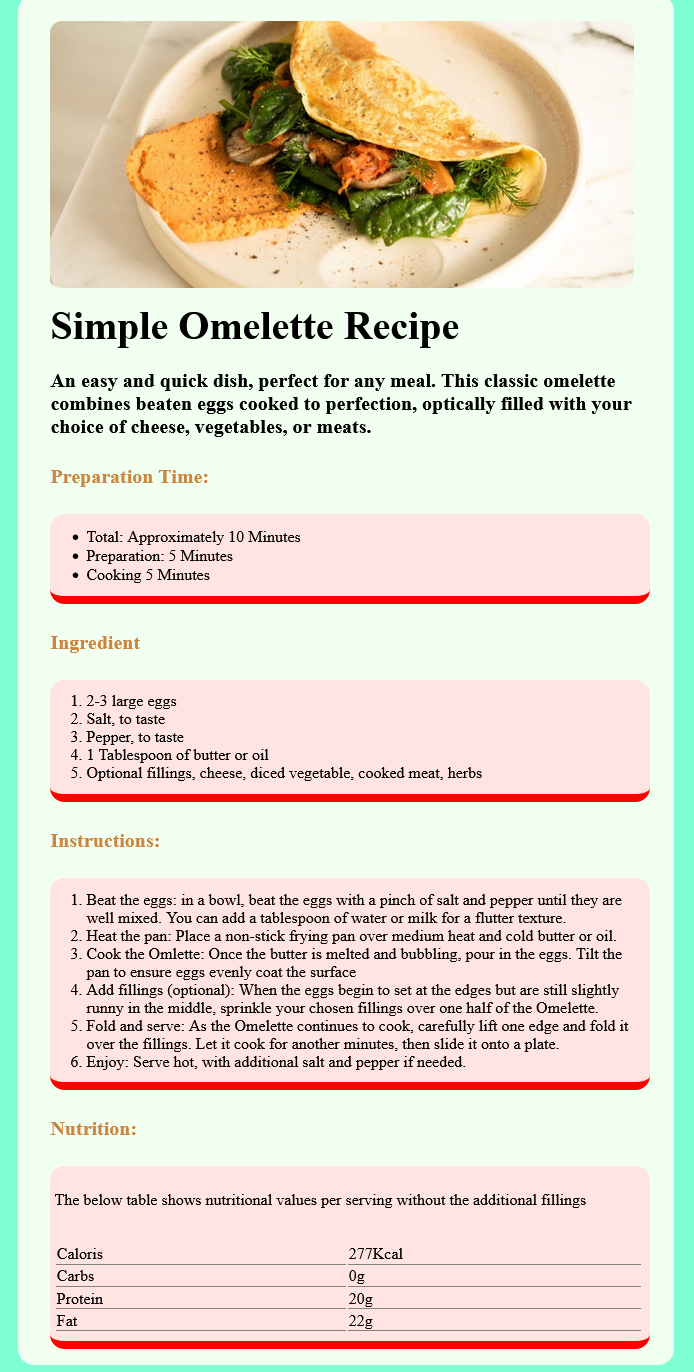 Simple Omelette Recipe
An easy and quick dish, perfect for any meal. This classic omelette
combines beaten eggs cooked to perfection, optically filled with your
choice of cheese, vegetables, or meats.
Preparation Time:
• Total: Approximately 10 Minutes
• Preparation: 5 Minutes
• Cooking 5 Minutes
Ingredient
1. 2-3 large eggs
2. Salt, to taste
3. Pepper, to taste
4. 1 Tablespoon of butter or oil
5. Optional fillings, cheese, diced vegetable, cooked meat, herbs
Instructions:
1. Beat the eggs: in a bowl, beat the eggs with a pinch of salt and pepper until they are
well mixed. You can add a tablespoon of water or milk for a flutter texture.
2. Heat the pan: Place a non-stick frying pan over medium heat and cold butter or oil.
3. Cook the Omlette: Once the butter is melted and bubbling, pour in the eggs. Tilt the
pan to ensure eggs evenly coat the surface
4. Add fillings (optional): When the eggs begin to set at the edges but are still slightly
runny in the middle, sprinkle your chosen fillings over one half of the Omelette.
5. Fold and serve: As the Omelette continues to cook, carefully lift one edge and fold it
over the fillings. Let it cook for another minutes, then slide it onto a plate.
6. Enjoy: Serve hot, with additional salt and pepper if needed.
Nutrition:
The below table shows nutritional values per serving without the additional fillings
Caloris 277Kcal
Carbs 0g
Protein 20g
Fat 22g